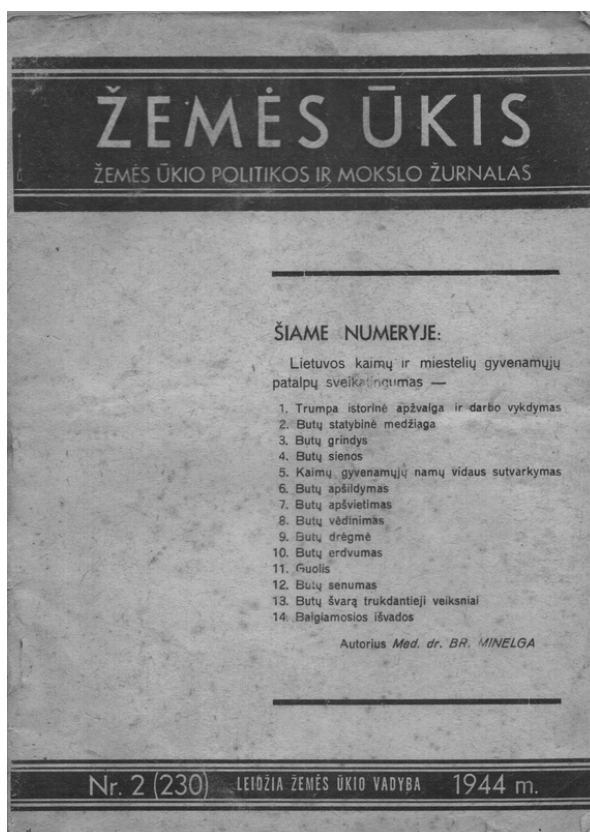 ŽEMĖS ŪKIS
ŽEMĖS ŪKIO POLITIKOS IR MOKSLO ŽURNALAS
ŠIAME NUMERYJE:
Lietuvos kaimų ir miestelių gyvenamųjų
patalpų sveikatingumas —
1. Trumpa istorinė apžvalga ir darbo vykdymas
2. Butų statybinė medžiaga
3. Butų grindys
4. Butų sienos
5. Kaimų gyvenamųjų namų vidaus sutvarkymas
6. Butų apšildymas
7. Butų apšvietimas
8. Butų vėdinimas
9. Butų drėgmė
10. Butų erdvumas
11. Guolis
12. Butų senumas
13. Butų švarą trukdantieji veiksniai
14. Baigiamosios išvados
Autorius Med. dr. BR. MINELGA
Nr. 2 (230) LEIDŽIA ŽEMĖS ŪKIO VADYBA 1944 m.